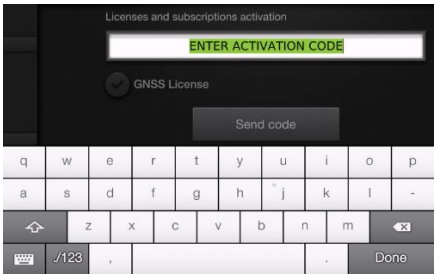 Licenses and subscriptions activation
ENTER ACTIVATION CODE
GNSS License
Send code
q w e r t y u i o p
a s d f g h j k l -
z x c v b n m
./123 , . Done